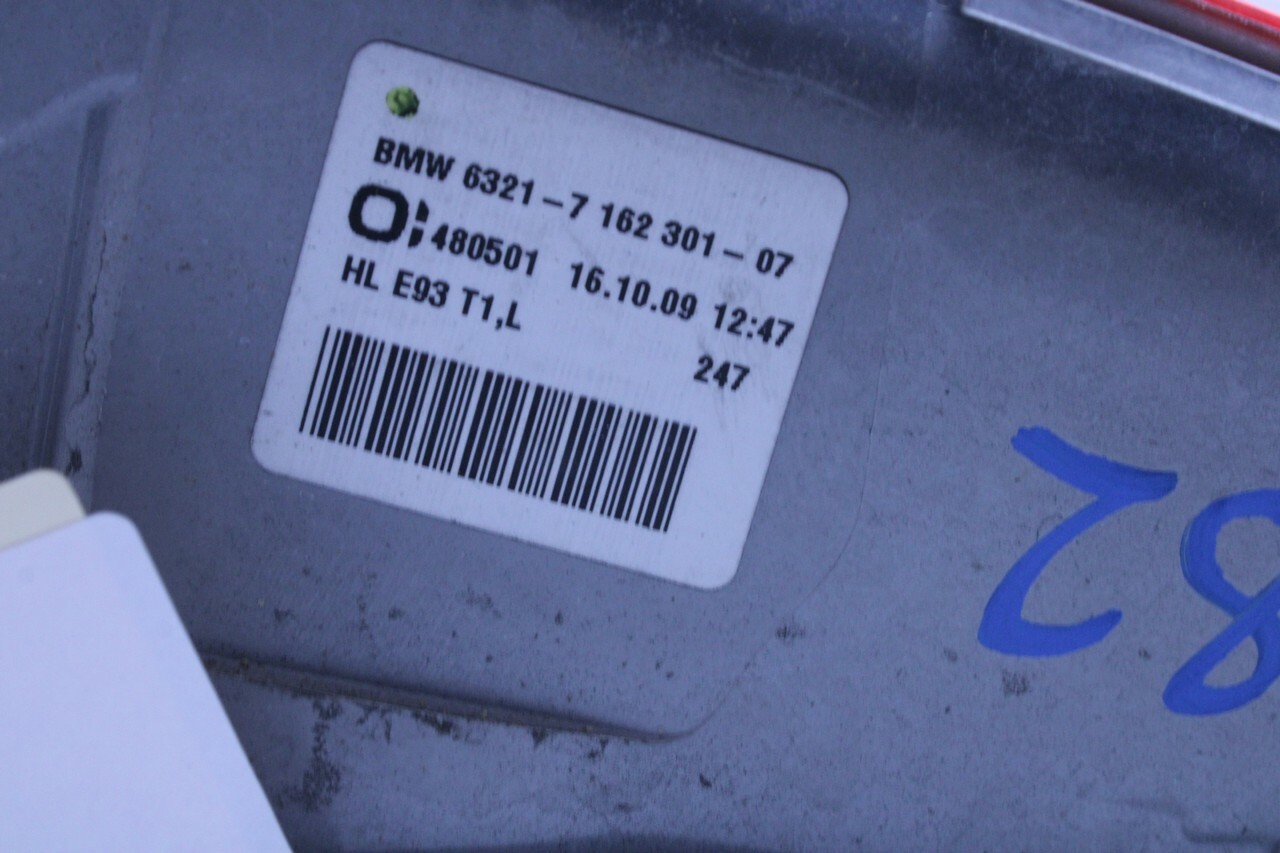 BMW 6321-7 162 301-07
480501 16.10.09 12:47
HL E93 T1,L
247